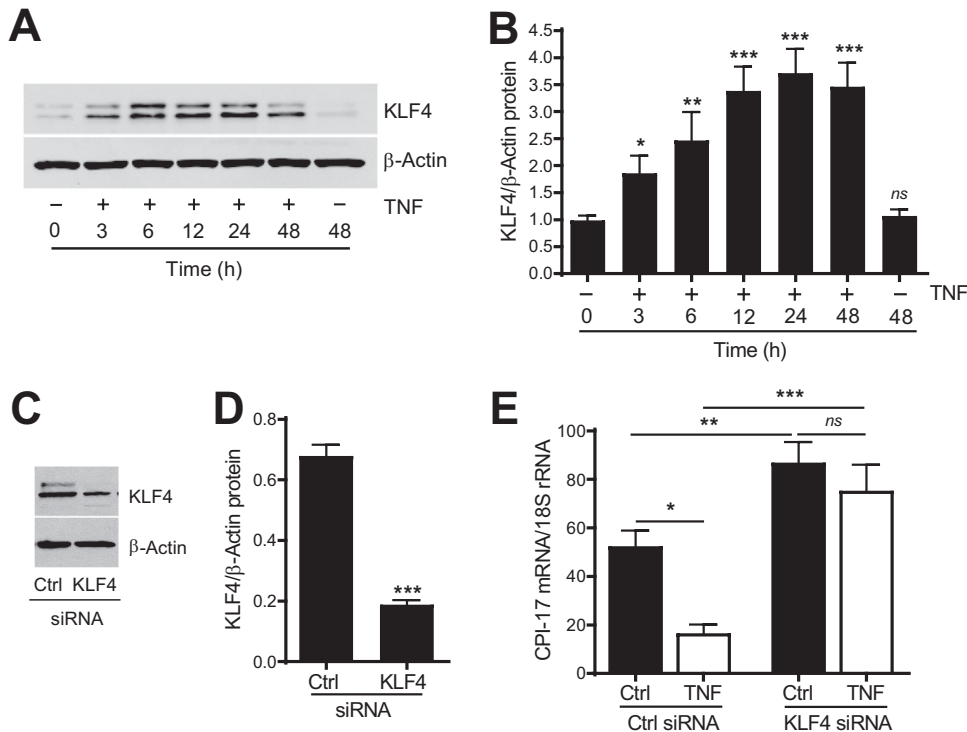 A
KLF4
β-Actin
– + + + + + – TNF
0 3 6 12 24 48 48
Time (h)
B
KLF4/β-Actin protein
4.5
4.0
3.5
3.0
2.5
2.0
1.5
1.0
0.5
0.0
* ** *** *** *** ns
– + + + + + – TNF
0 3 6 12 24 48 48
Time (h)
C
KLF4
β-Actin
Ctrl KLF4
siRNA
D
KLF4/β-Actin protein
0.8
0.6
0.4
0.2
0.0
***
Ctrl KLF4
siRNA
E
CPI-17 mRNA/18S rRNA
100
80
60
40
20
0
***
** ns
*
Ctrl TNF Ctrl TNF
Ctrl siRNA KLF4 siRNA